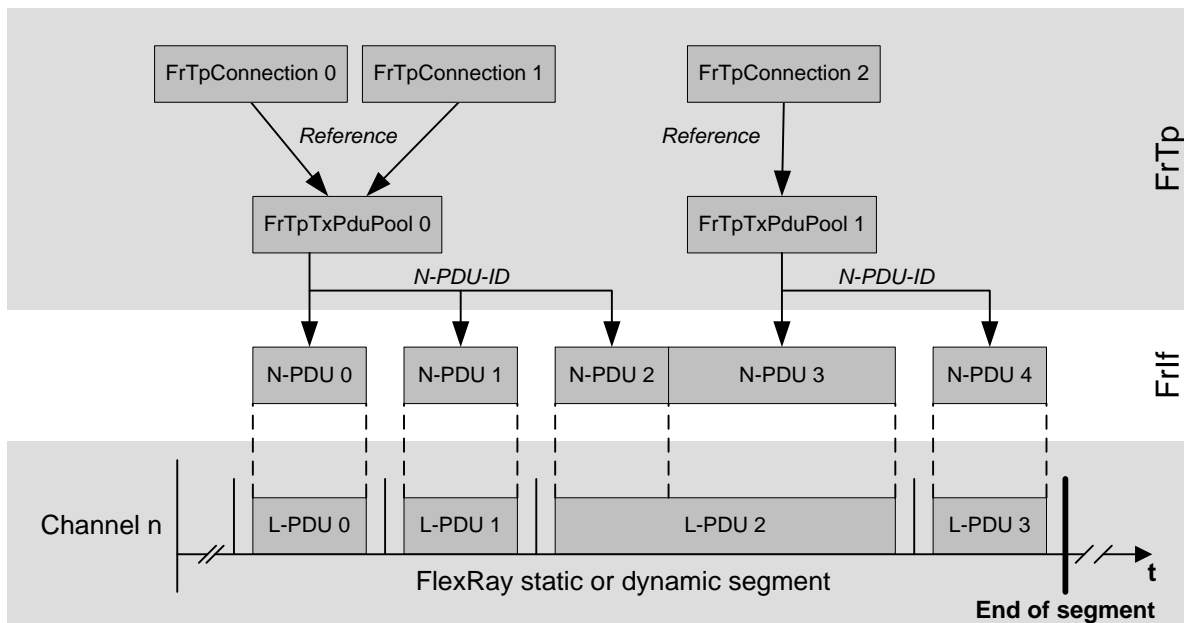 FrTpConnection 0
FrTpConnection 1
FrTpConnection 2
Reference
Reference
FrTp
FrTpTxPduPool 0
FrTpTxPduPool 1
N-PDU-ID
N-PDU-ID
N-PDU 0
N-PDU 1
N-PDU 2
N-PDU 3
N-PDU 4
FrIf
Channel n
L-PDU 0
L-PDU 1
L-PDU 2
L-PDU 3
FlexRay static or dynamic segment
t
End of segment